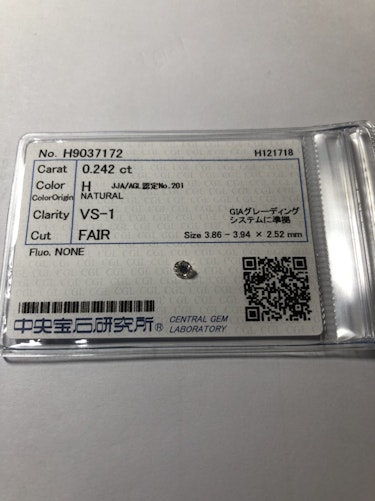 No. H9037172 H121718
Carat 0.242 ct
Color H JJA/AGL認定No.201
ColorOrigin NATURAL
Clarity VS-1 GIAグレーディング
システムに準拠
Cut FAIR Size 3.86 - 3.94 × 2.52 mm
Fluo. NONE
中央宝石研究所® CENTRAL GEM
LABORATORY